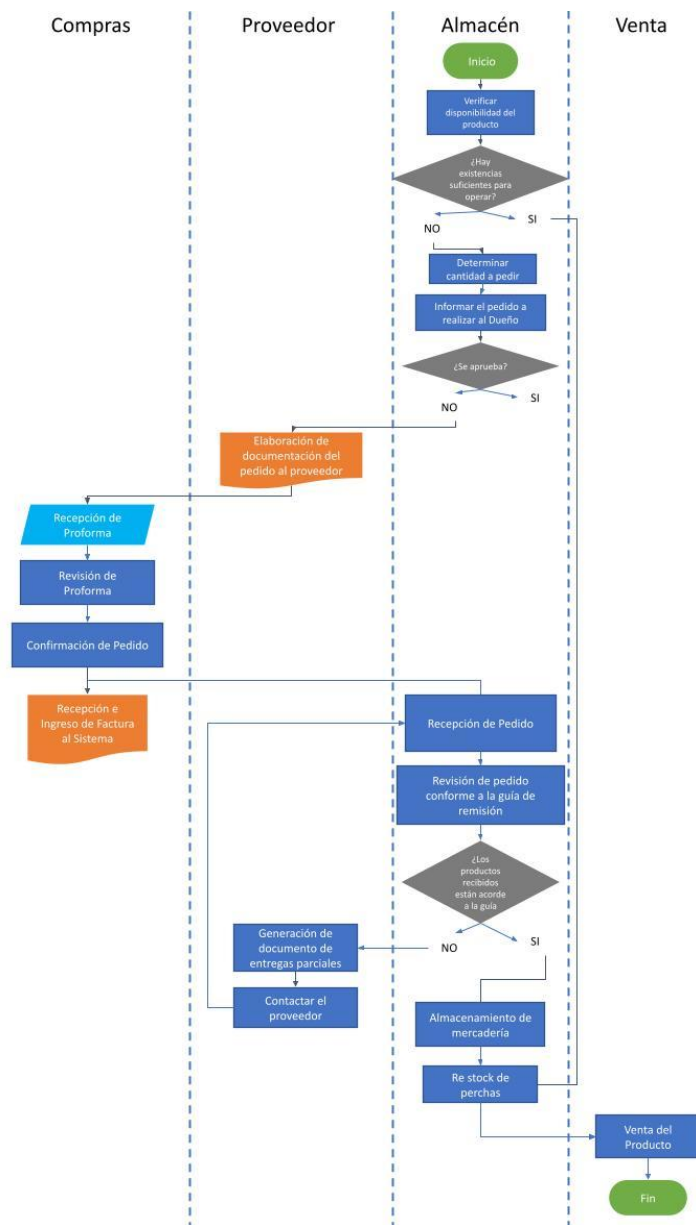 Compras
Proveedor
Almacén
Venta
Inicio
Verificar
disponibilidad del
producto
¿Hay
existencias
suficientes para
operar?
NO
SI
Determinar
cantidad a pedir
Informar el pedido a
realizar al Dueño
¿Se aprueba?
NO
SI
Elaboración de
documentación del
pedido al proveedor
Recepción de
Proforma
Revisión de
Proforma
Confirmación de Pedido
Recepción e
Ingreso de Factura
al Sistema
Recepción de Pedido
Revisión de pedido
conforme a la guía de
remisión
¿Los
productos
recibidos
están acorde
a la guía
NO
SI
Generación de
documento de
entregas parciales
Contactar el
proveedor
Almacenamiento de
mercadería
Re stock de
perchas
Venta del
Producto
Fin